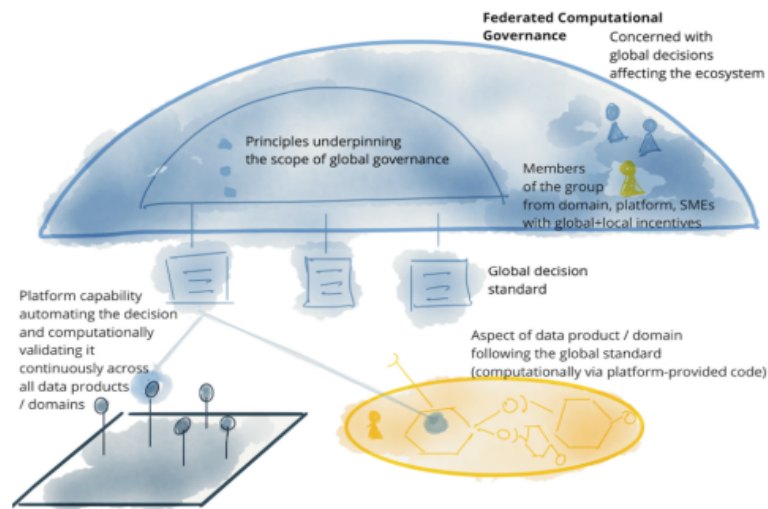 Federated Computational
Governance
Concerned with
global decisions
affecting the ecosystem
Principles underpinning
the scope of global governance
Members
of the group
from domain, platform, SMEs
with global+local incentives
Global decision
standard
Platform capability
automating the decision
and computationally
validating it
continuously across
all data products
/ domains
Aspect of data product / domain
following the global standard
(computationally via platform-provided code)